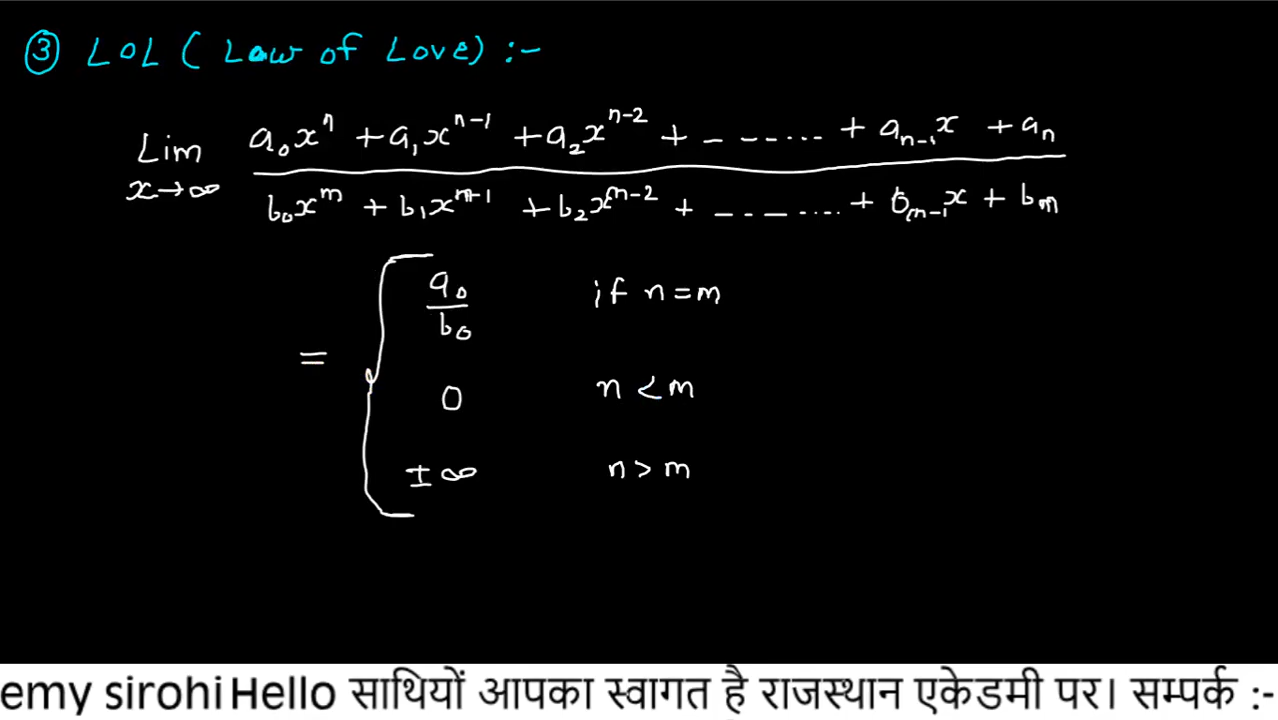 ③ LOL ( Law of Love) :-
Lim x→∞ (a₀xⁿ + a₁xⁿ⁻¹ + a₂xⁿ⁻² + - - - - ... + aₙ₋₁x + aₙ) / (b₀xᵐ + b₁xᵐ⁻¹ + b₂xᵐ⁻² + - - - - ... + bₘ₋₁x + bₘ)
= { a₀/b₀ if n = m
0 n < m
± ∞ n > m
emy sirohi Hello साथियों आपका स्वागत है राजस्थान एकेडमी पर। सम्पर्क :-